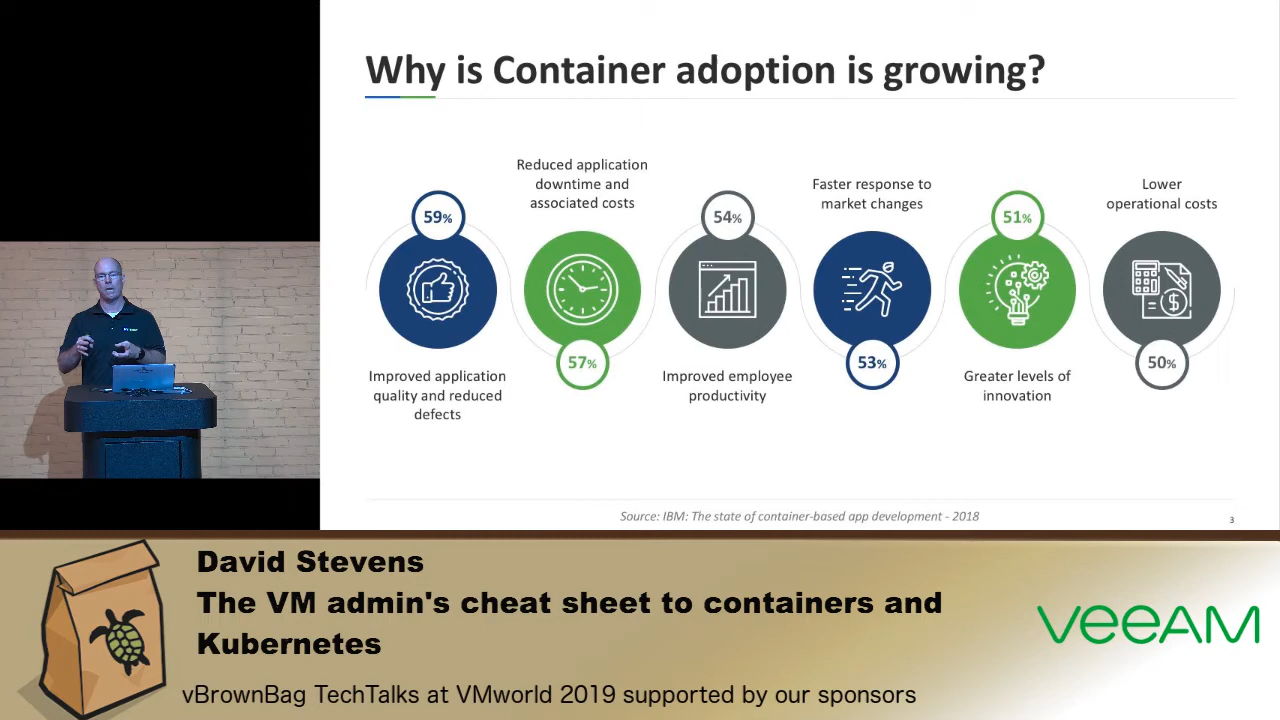 Why is Container adoption is growing?
59%
Improved application
quality and reduced
defects
Reduced application
downtime and
associated costs
57%
54%
Improved employee
productivity
Faster response to
market changes
53%
51%
Greater levels of
innovation
Lower
operational costs
50%
Source: IBM: The state of container-based app development - 2018
3
David Stevens
The VM admin's cheat sheet to containers and
Kubernetes
vBrownBag TechTalks at VMworld 2019 supported by our sponsors
veeAM